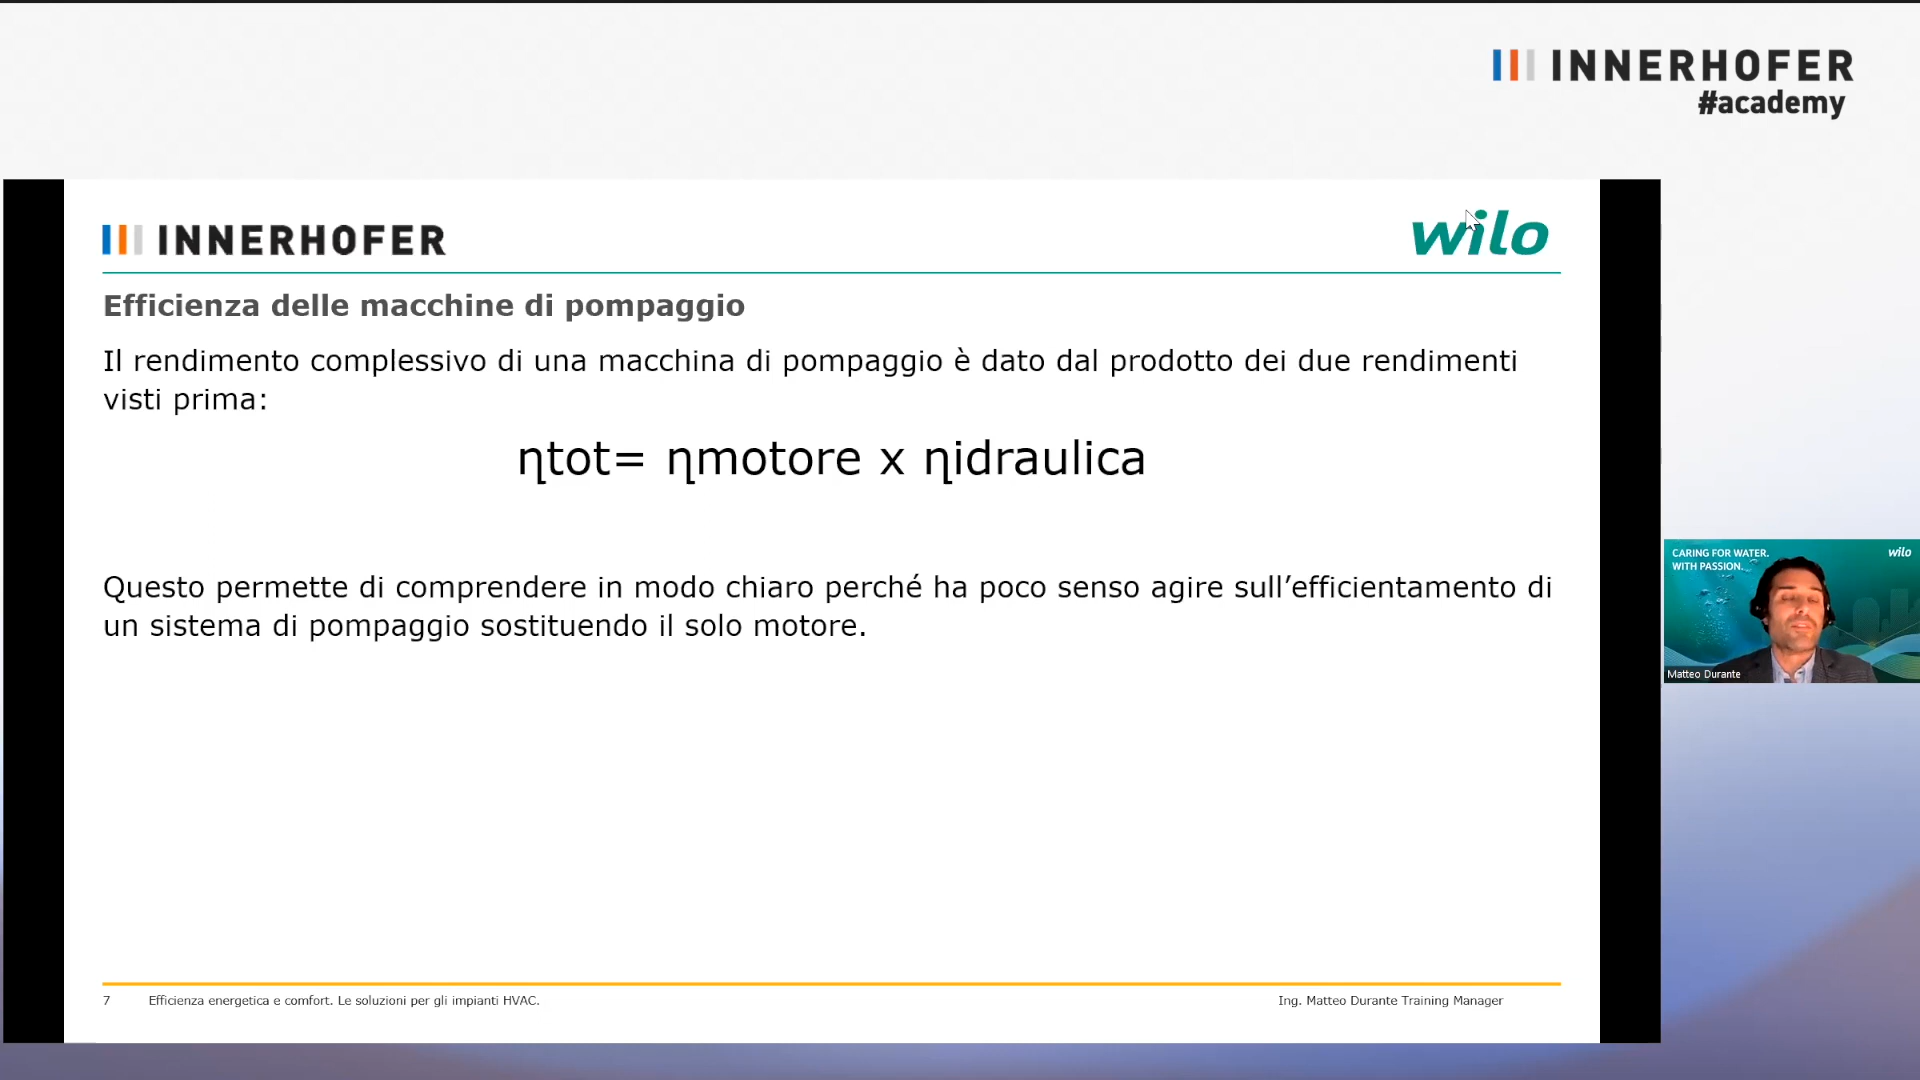 INNERHOFER
#academy
INNERHOFER
wilo
Efficienza delle macchine di pompaggio
Il rendimento complessivo di una macchina di pompaggio è dato dal prodotto dei due rendimenti
visti prima:
ηtot= ηmotore x ηidraulica
Questo permette di comprendere in modo chiaro perché ha poco senso agire sull’efficientamento di
un sistema di pompaggio sostituendo il solo motore.
CARING FOR WATER.
WITH PASSION.
wilo
Matteo Durante
7 Efficienza energetica e comfort. Le soluzioni per gli impianti HVAC. Ing. Matteo Durante Training Manager